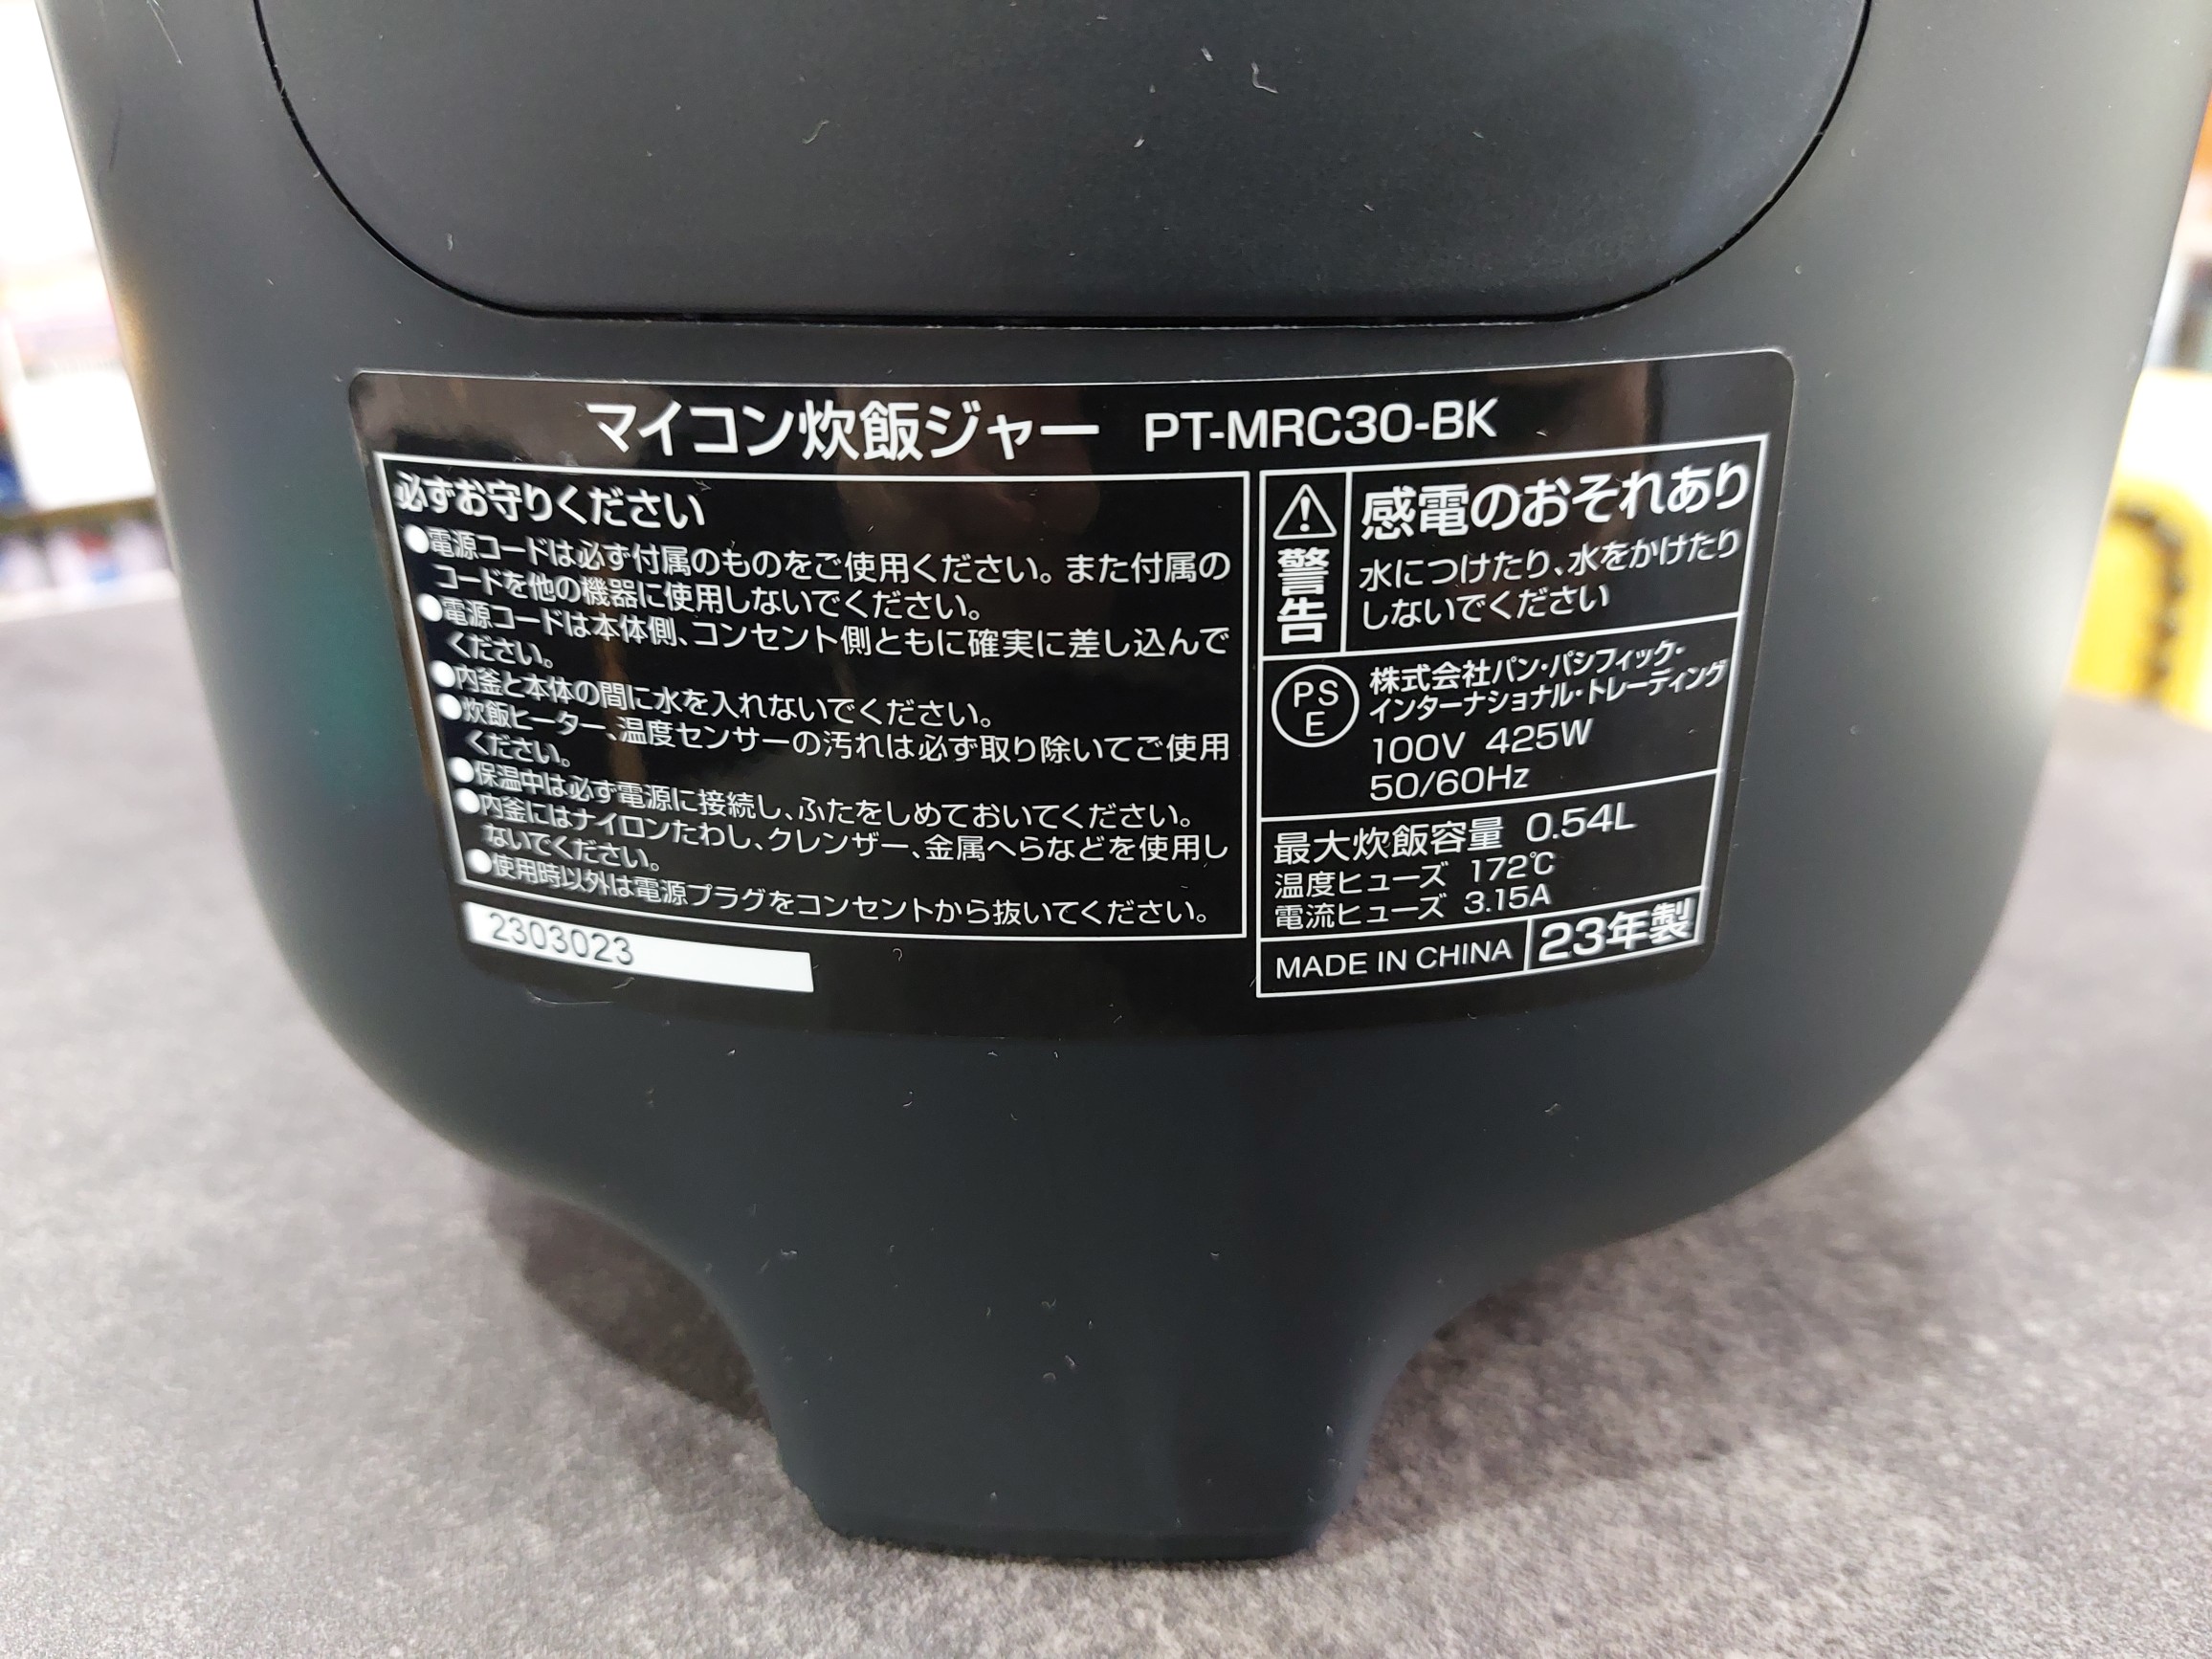 マイコン炊飯ジャー PT-MRC30-BK
必ずお守りください
●電源コードは必ず付属のものをご使用ください。また付属の
コードを他の機器に使用しないでください。
●電源コードは本体側、コンセント側ともに確実に差し込んで
ください。
●内釜と本体の間に水を入れないでください。
●炊飯ヒーター、温度センサーの汚れは必ず取り除いてご使用
ください。
●保温中は必ず電源に接続し、ふたをしめておいてください。
●内釜にはナイロンたわし、クレンザー、金属へらなどを使用し
ないでください。
●使用時以外は電源プラグをコンセントから抜いてください。
2303023
⚠警告
感電のおそれあり
水につけたり、水をかけたり
しないでください
PS
E
株式会社パン・パシフィック・
インターナショナル・トレーディング
100V 425W
50/60Hz
最大炊飯容量 0.54L
温度ヒューズ 172℃
電流ヒューズ 3.15A
MADE IN CHINA 23年製